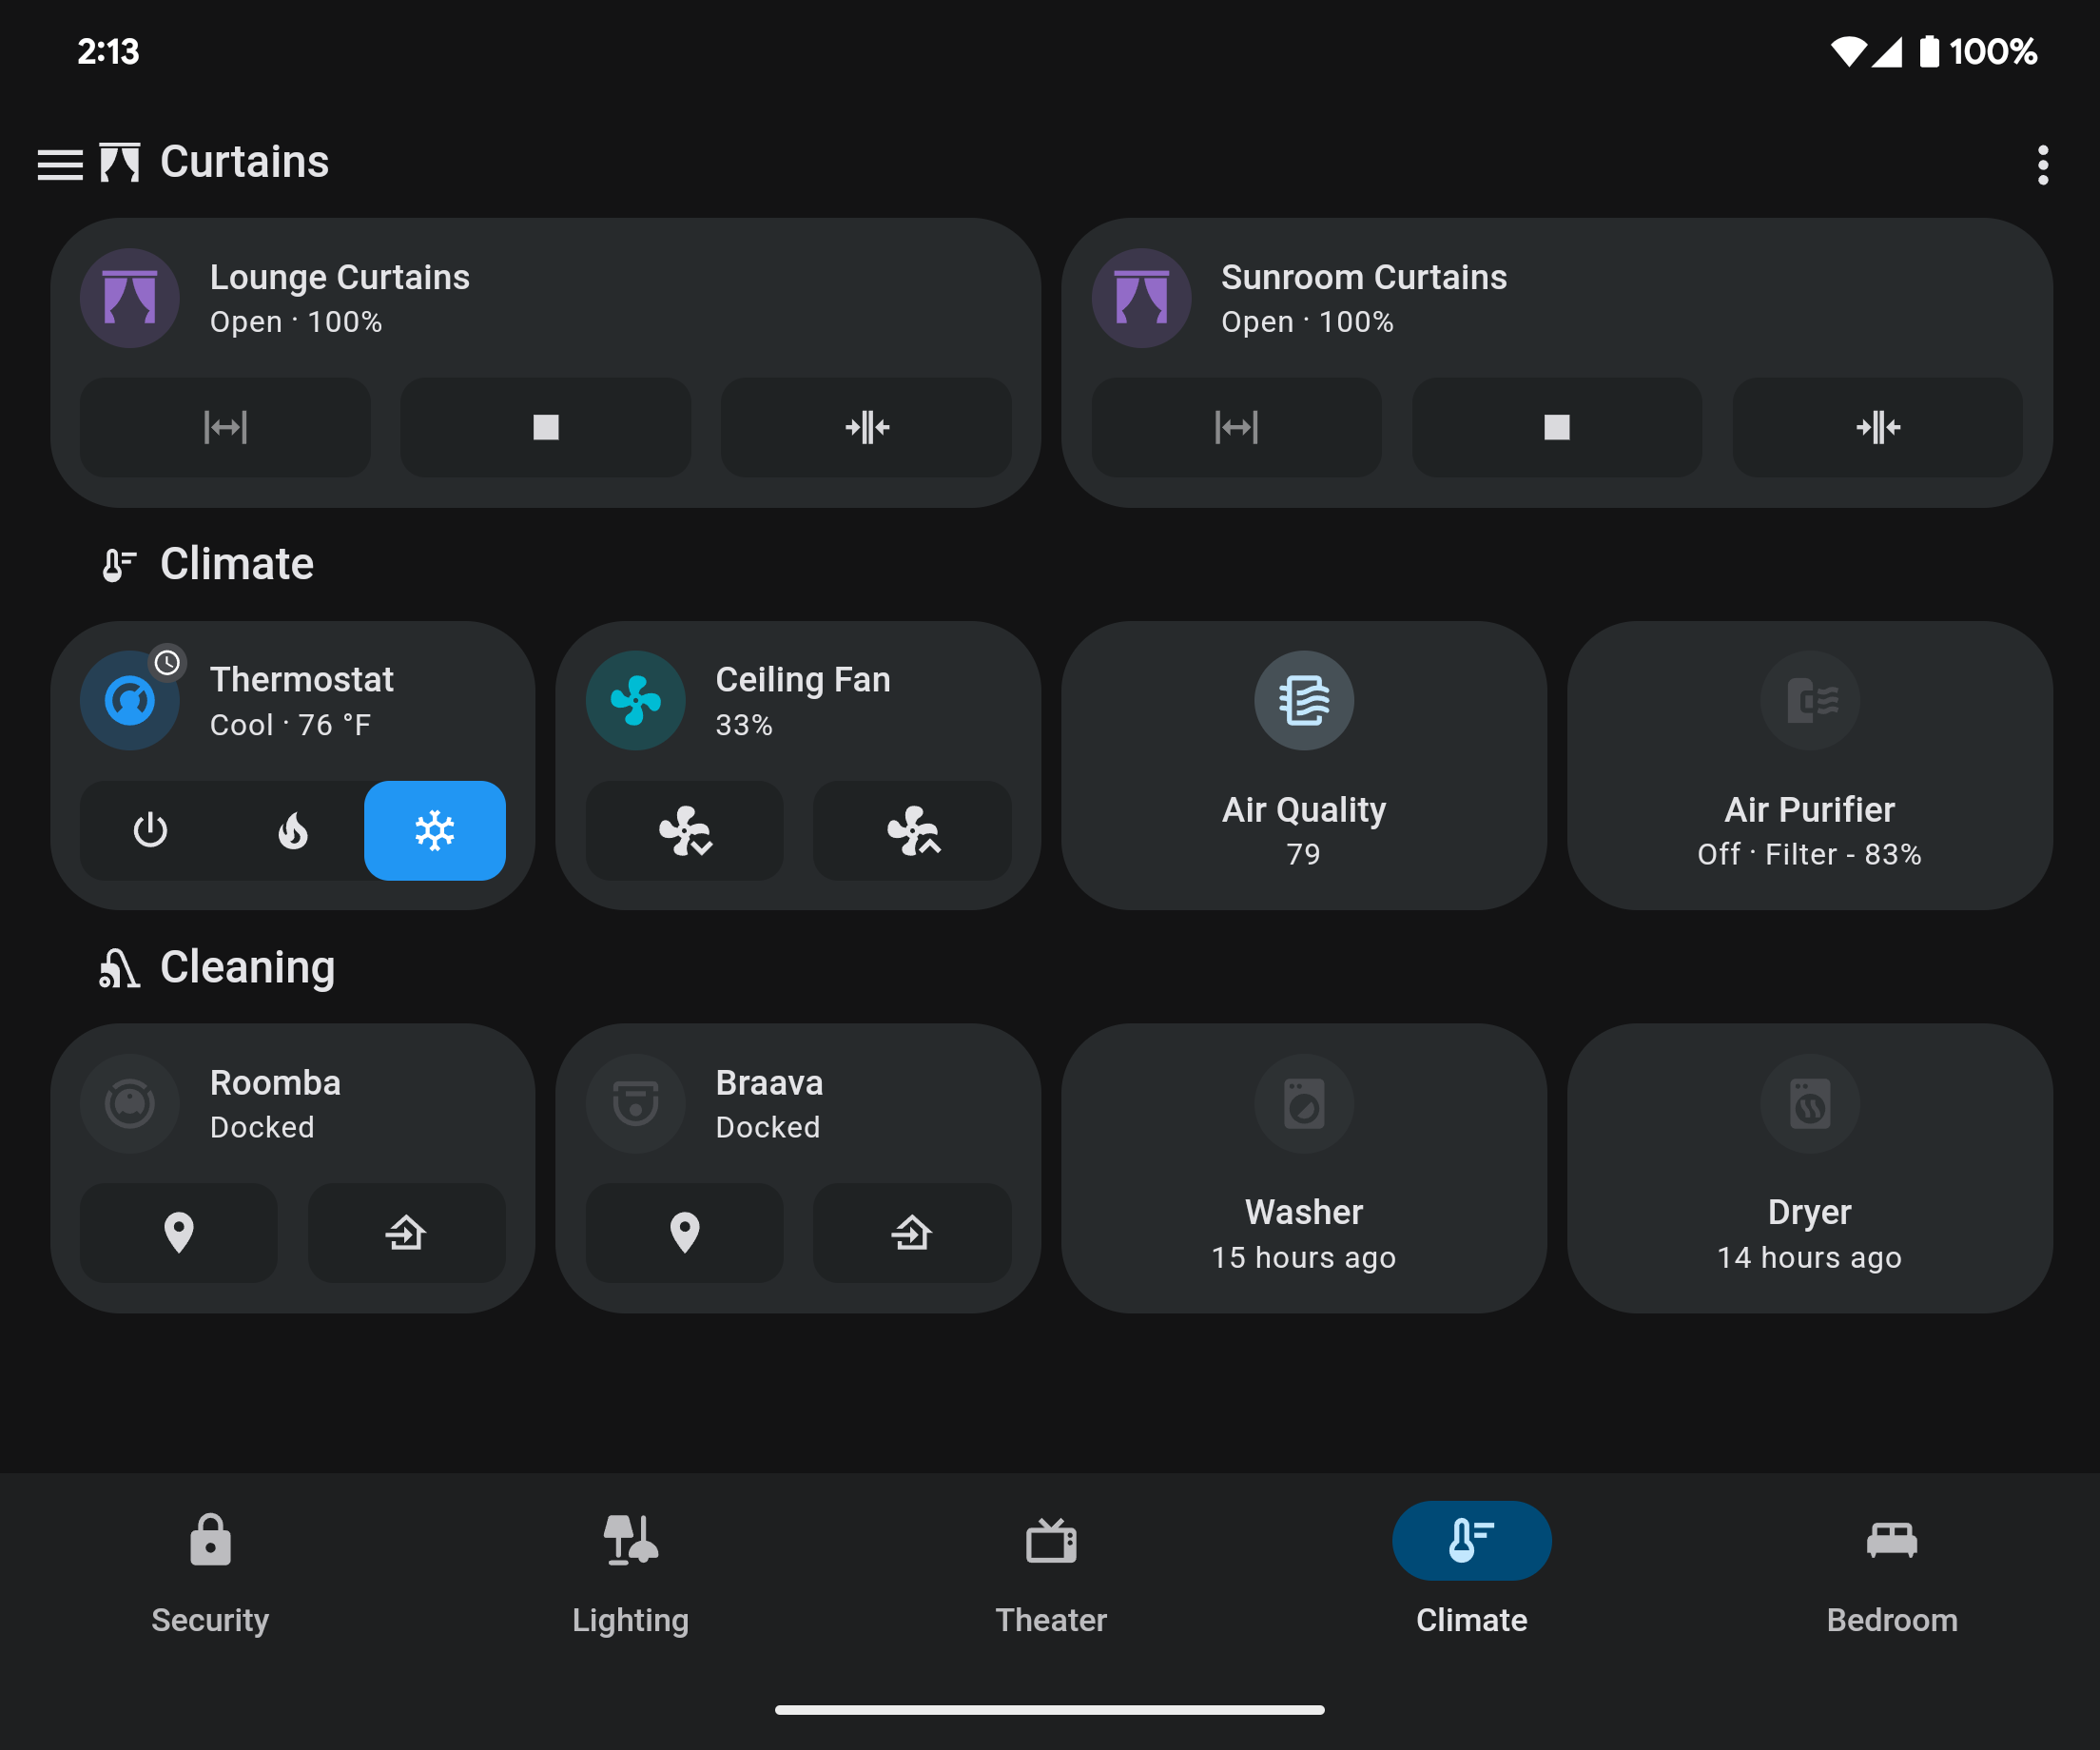 2:13
100%
Curtains
Lounge Curtains
Open · 100%
Sunroom Curtains
Open · 100%
Climate
Thermostat
Cool · 76 °F
Ceiling Fan
33%
Air Quality
79
Air Purifier
Off · Filter - 83%
Cleaning
Roomba
Docked
Braava
Docked
Washer
15 hours ago
Dryer
14 hours ago
Security
Lighting
Theater
Climate
Bedroom